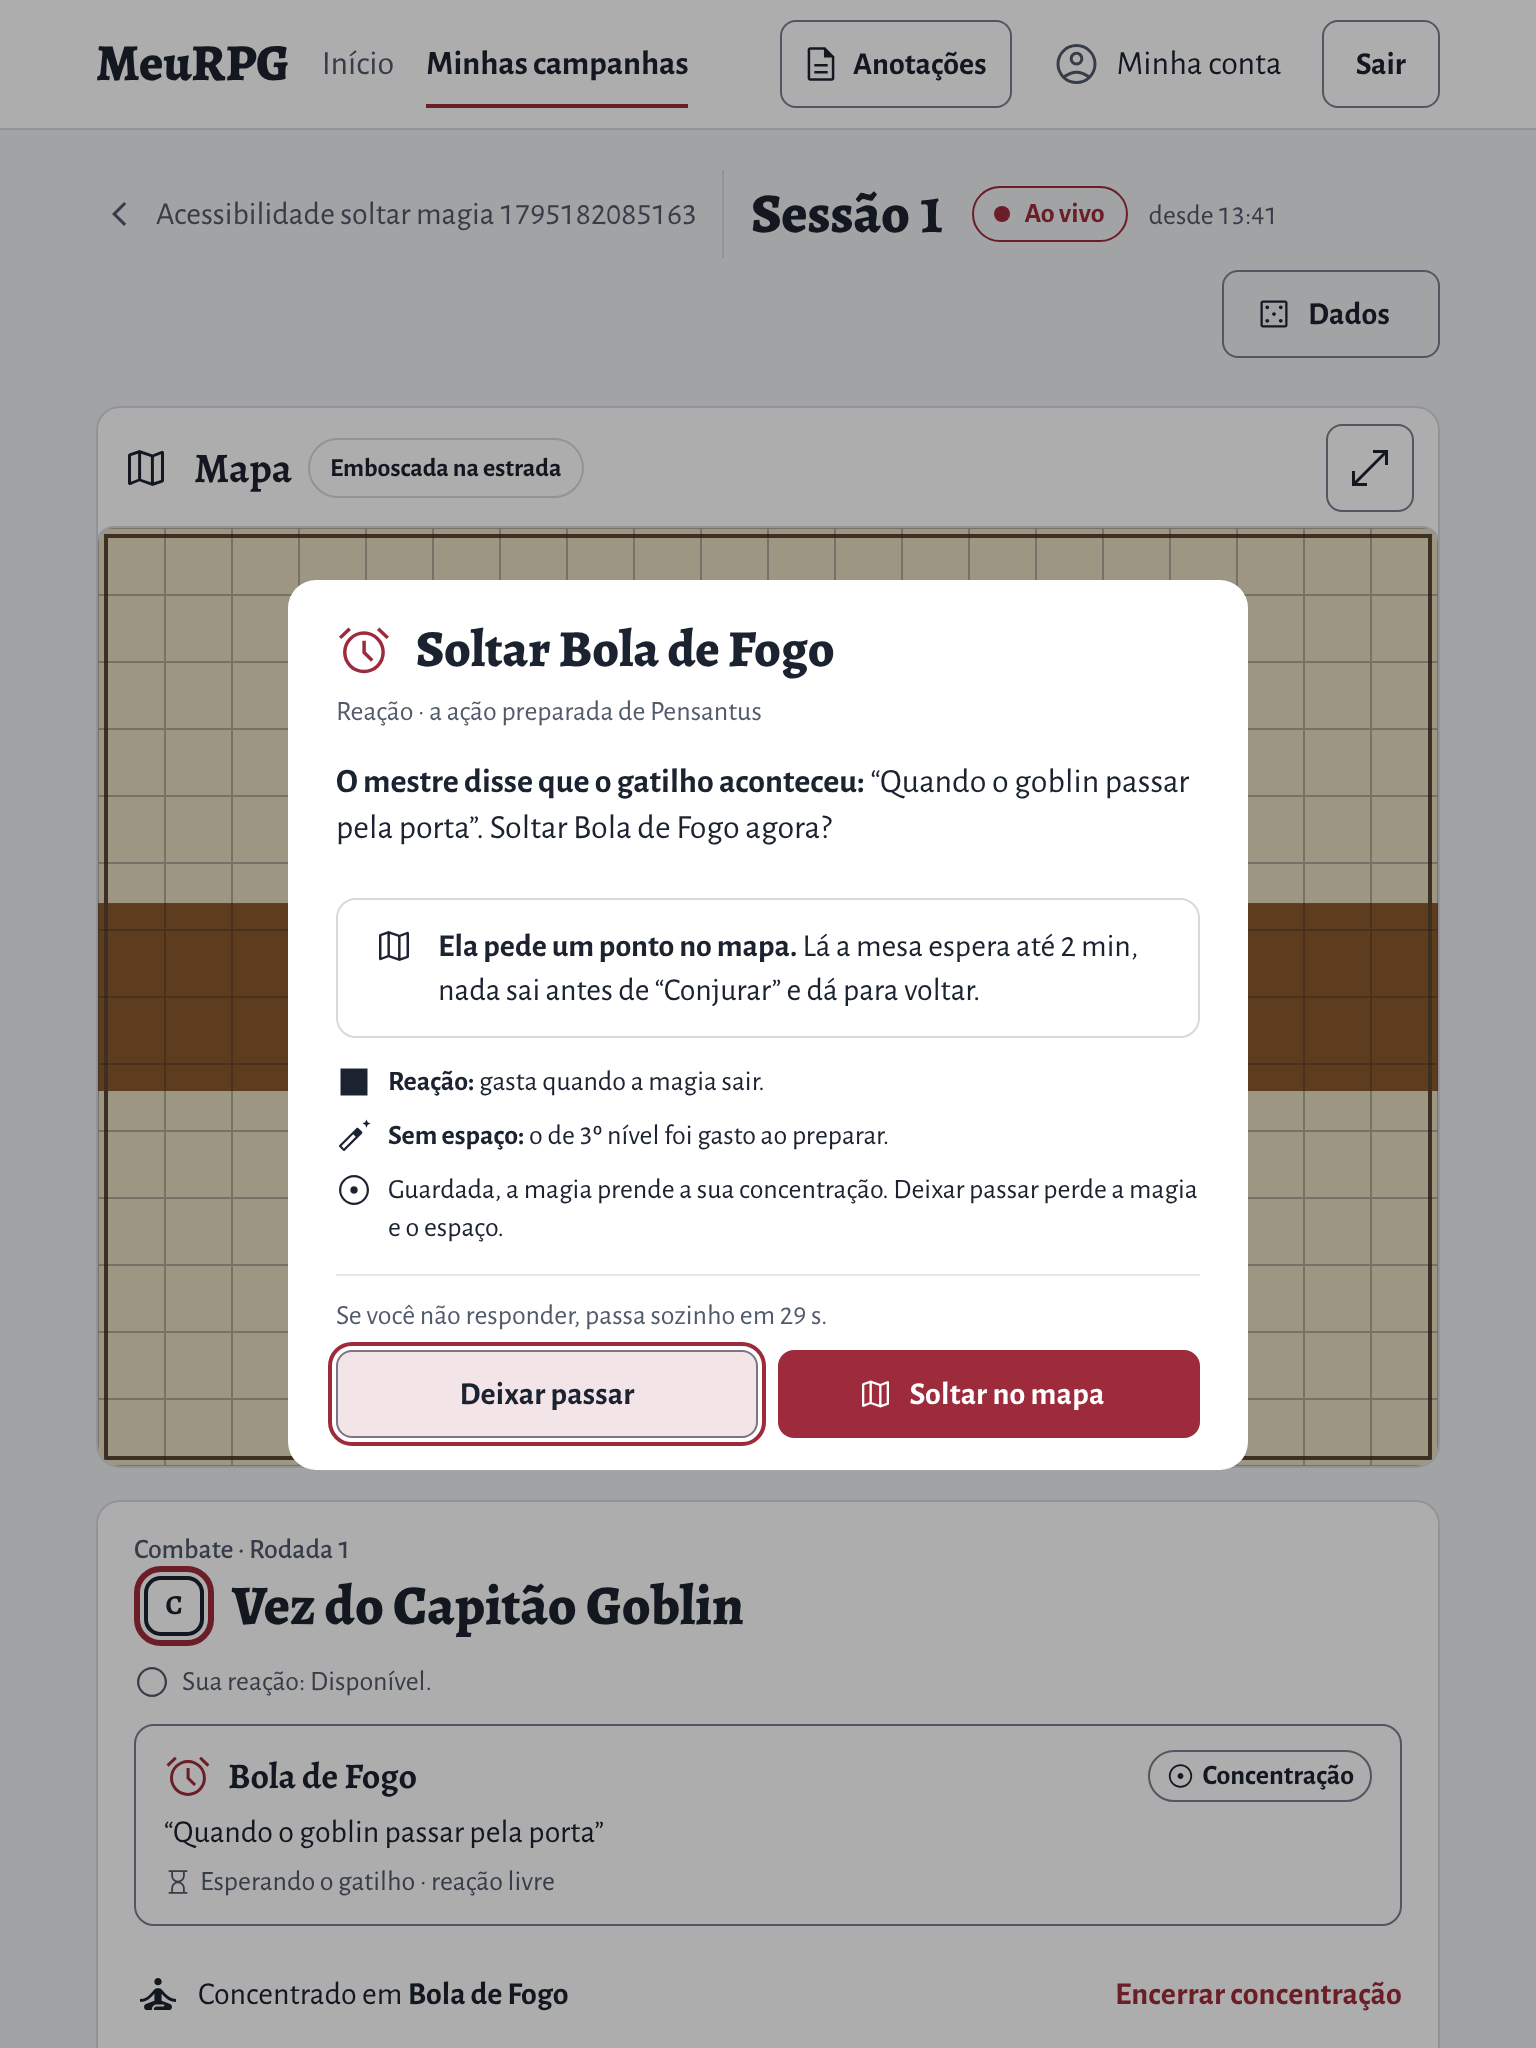 MeuRPG
Início
Minhas campanhas
Anotações
Minha conta
Sair
Acessibilidade soltar magia 1795182085163
Sessão 1
Ao vivo
desde 13:41
Dados
Mapa
Emboscada na estrada
Soltar Bola de Fogo
Reação · a ação preparada de Pensantus
O mestre disse que o gatilho aconteceu: “Quando o goblin passar
pela porta”. Soltar Bola de Fogo agora?
Ela pede um ponto no mapa. Lá a mesa espera até 2 min,
nada sai antes de “Conjurar” e dá para voltar.
Reação: gasta quando a magia sair.
Sem espaço: o de 3º nível foi gasto ao preparar.
Guardada, a magia prende a sua concentração. Deixar passar perde a magia
e o espaço.
Se você não responder, passa sozinho em 29 s.
Deixar passar
Soltar no mapa
Combate · Rodada 1
C
Vez do Capitão Goblin
Sua reação: Disponível.
Bola de Fogo
Concentração
“Quando o goblin passar pela porta”
Esperando o gatilho · reação livre
Concentrado em Bola de Fogo
Encerrar concentração